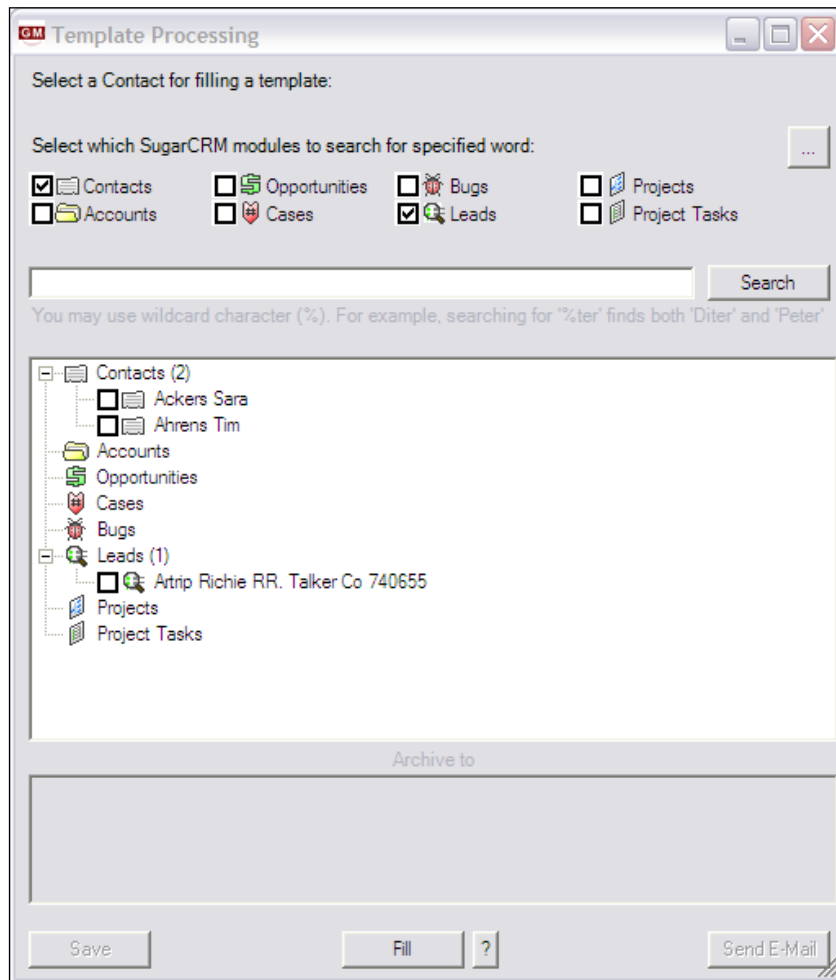 GM Template Processing
Select a Contact for filling a template:
Select which SugarCRM modules to search for specified word:
...
Contacts Opportunities Bugs Projects
Accounts Cases Leads Project Tasks
Search
You may use wildcard character (%). For example, searching for '%ter' finds both 'Diter' and 'Peter'
Contacts (2)
Ackers Sara
Ahrens Tim
Accounts
Opportunities
Cases
Bugs
Leads (1)
Artrip Richie RR. Talker Co 740655
Projects
Project Tasks
Archive to
Save Fill ? Send E-Mail